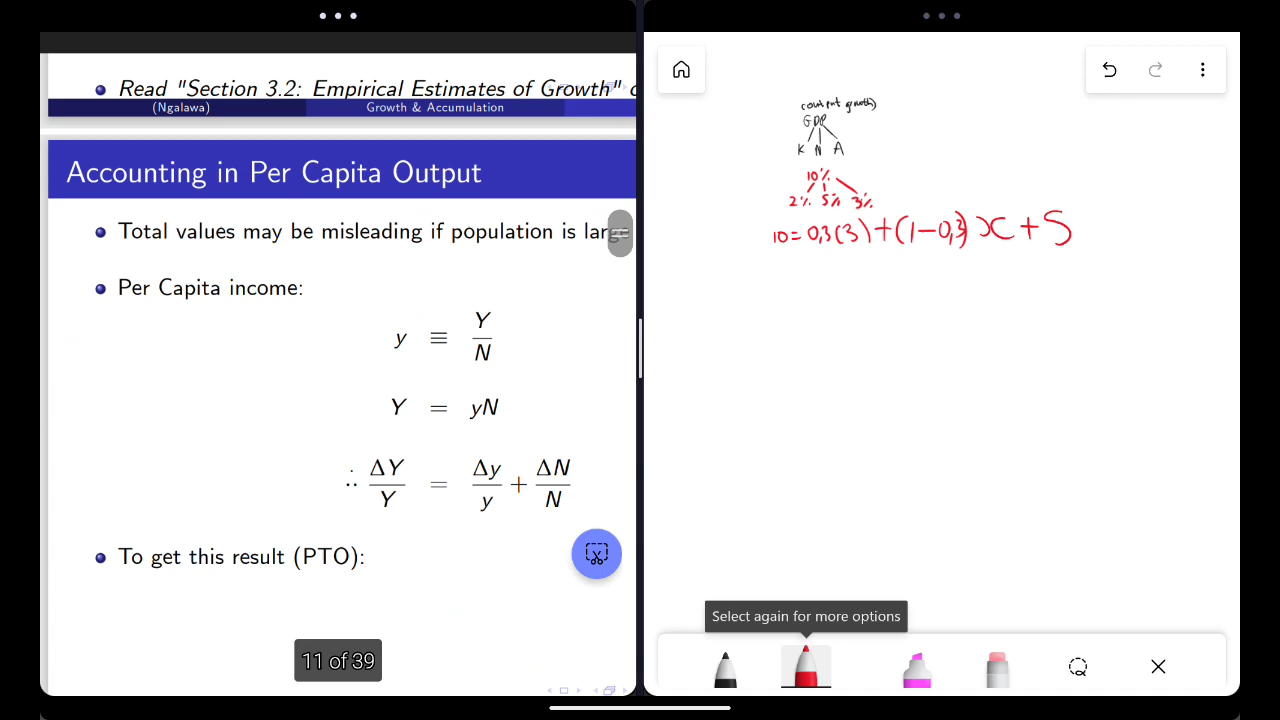 Read "Section 3.2: Empirical Estimates of Growth" o
(Ngalawa) Growth & Accumulation
Accounting in Per Capita Output
Total values may be misleading if population is large
Per Capita income:
y ≡ Y/N
Y = yN
∴ ΔY/Y = Δy/y + ΔN/N
To get this result (PTO):
11 of 39
(output growth)
GDP
K N A
10%
2% 5% 3%
10 = 0,3(3) + (1-0,3) x + 5
Select again for more options